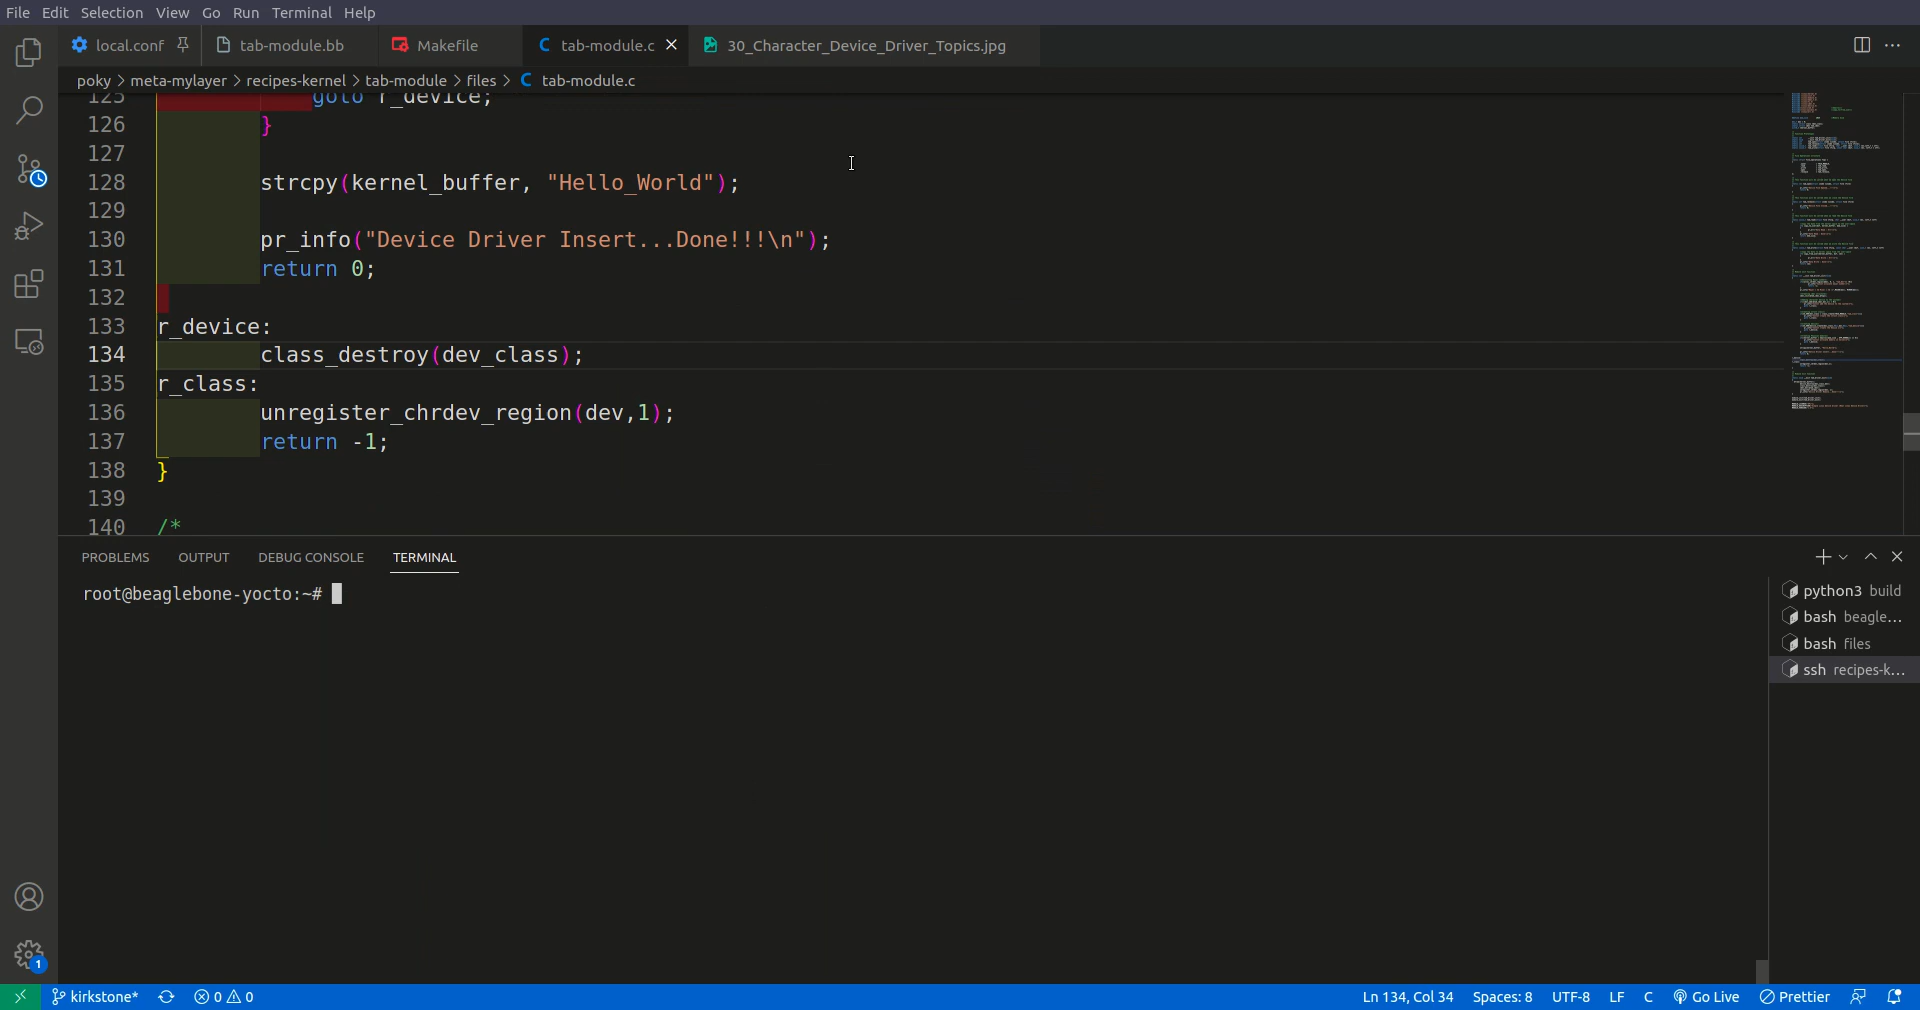 File Edit Selection View Go Run Terminal Help
local.conf tab-module.bb Makefile C tab-module.c 30_Character_Device_Driver_Topics.jpg
poky > meta-mylayer > recipes-kernel > tab-module > files > C tab-module.c
125 goto r_device;
126 }
127
128 strcpy(kernel_buffer, "Hello_World");
129
130 pr_info("Device Driver Insert...Done!!!\n");
131 return 0;
132
133 r_device:
134 class_destroy(dev_class);
135 r_class:
136 unregister_chrdev_region(dev,1);
137 return -1;
138 }
139
140 /*
PROBLEMS OUTPUT DEBUG CONSOLE TERMINAL
root@beaglebone-yocto:~#
python3 build
bash beagle...
bash files
ssh recipes-k...
1
kirkstone* 0 0 Ln 134, Col 34 Spaces: 8 UTF-8 LF C Go Live Prettier